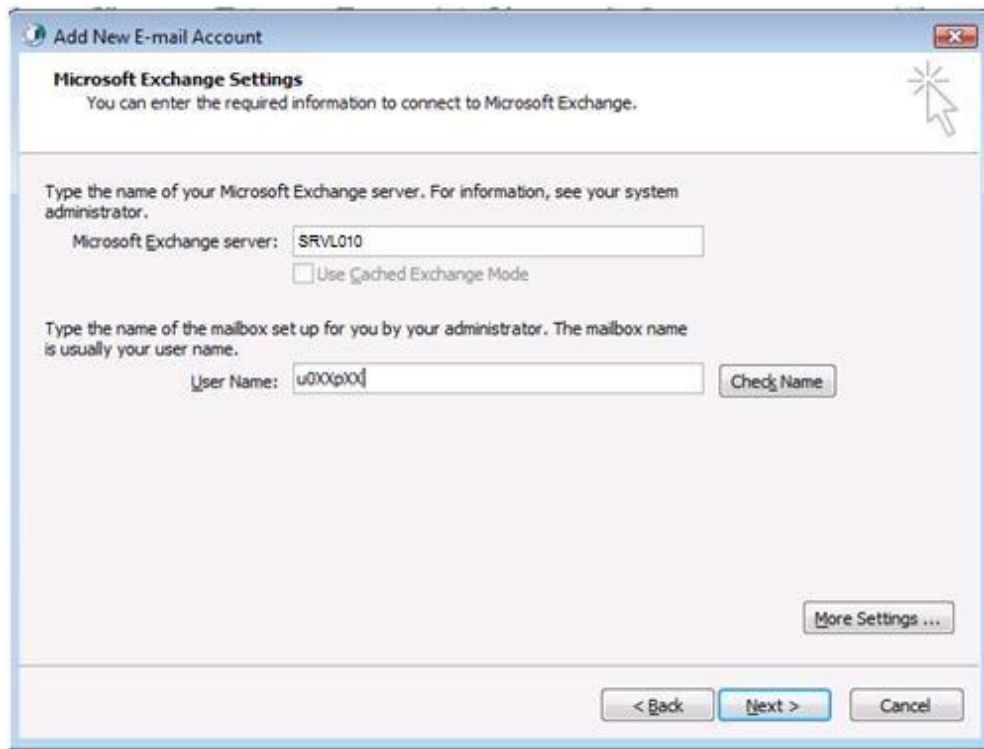 Add New E-mail Account
Microsoft Exchange Settings
You can enter the required information to connect to Microsoft Exchange.
Type the name of your Microsoft Exchange server. For information, see your system
administrator.
Microsoft Exchange server: SRVL010
Use Cached Exchange Mode
Type the name of the mailbox set up for you by your administrator. The mailbox name
is usually your user name.
User Name: u0XXpXX Check Name
More Settings ...
< Back Next > Cancel